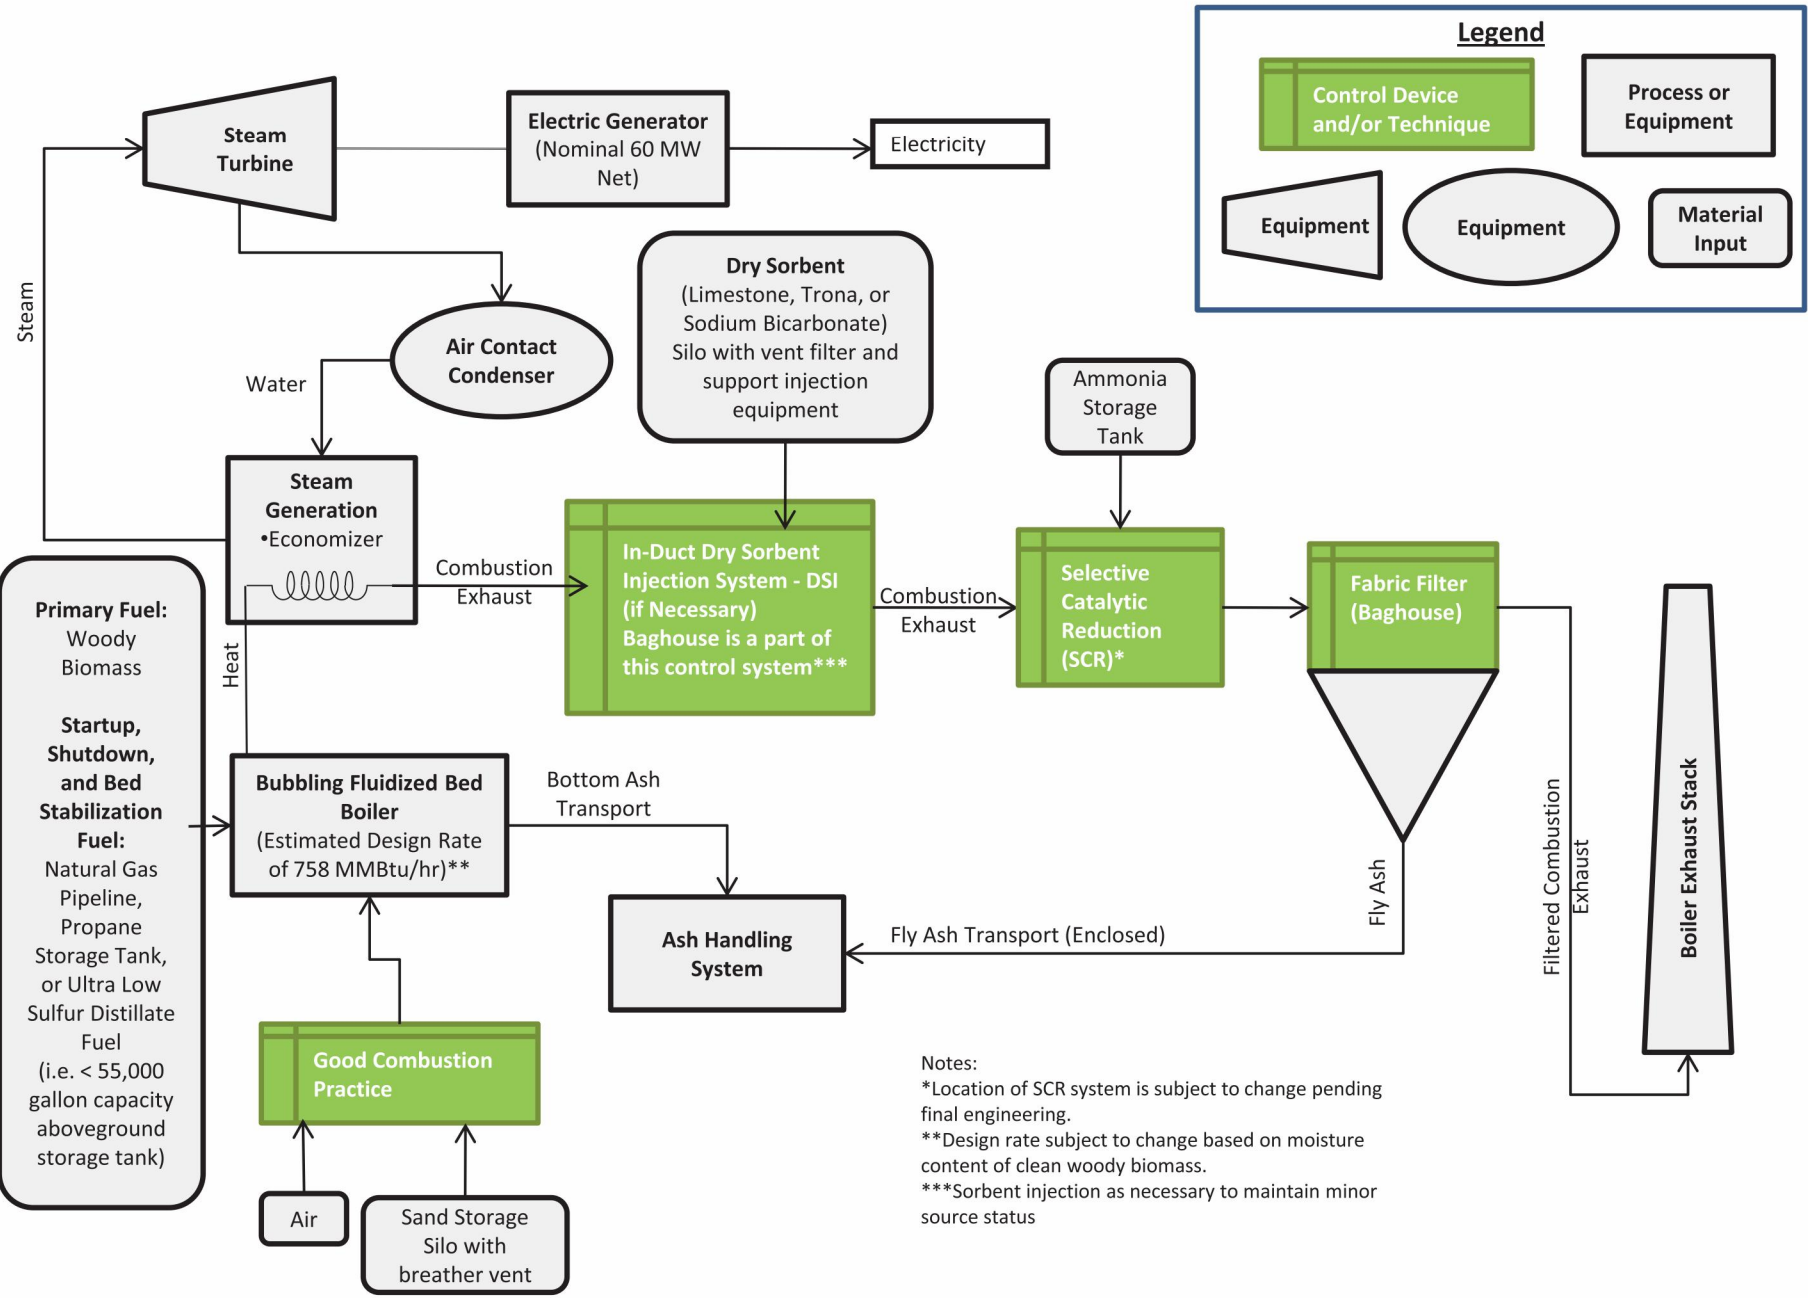 Legend
Control Device
and/or Technique
Process or
Equipment
Equipment
Equipment
Material
Input
Steam
Turbine
Electric Generator
(Nominal 60 MW
Net)
Electricity
Steam
Air Contact
Condenser
Water
Dry Sorbent
(Limestone, Trona, or
Sodium Bicarbonate)
Silo with vent filter and
support injection
equipment
Ammonia
Storage
Tank
Steam
Generation
•Economizer
Combustion
Exhaust
In-Duct Dry Sorbent
Injection System - DSI
(if Necessary)
Baghouse is a part of
this control system***
Combustion
Exhaust
Selective
Catalytic
Reduction
(SCR)*
Fabric Filter
(Baghouse)
Heat
Primary Fuel:
Woody
Biomass
Startup,
Shutdown,
and Bed
Stabilization
Fuel:
Natural Gas
Pipeline,
Propane
Storage Tank,
or Ultra Low
Sulfur Distillate
Fuel
(i.e. < 55,000
gallon capacity
aboveground
storage tank)
Bubbling Fluidized Bed
Boiler
(Estimated Design Rate
of 758 MMBtu/hr)**
Bottom Ash
Transport
Ash Handling
System
Fly Ash Transport (Enclosed)
Fly Ash
Filtered Combustion
Exhaust
Boiler Exhaust Stack
Good Combustion
Practice
Air
Sand Storage
Silo with
breather vent
Notes:
*Location of SCR system is subject to change pending
final engineering.
**Design rate subject to change based on moisture
content of clean woody biomass.
***Sorbent injection as necessary to maintain minor
source status